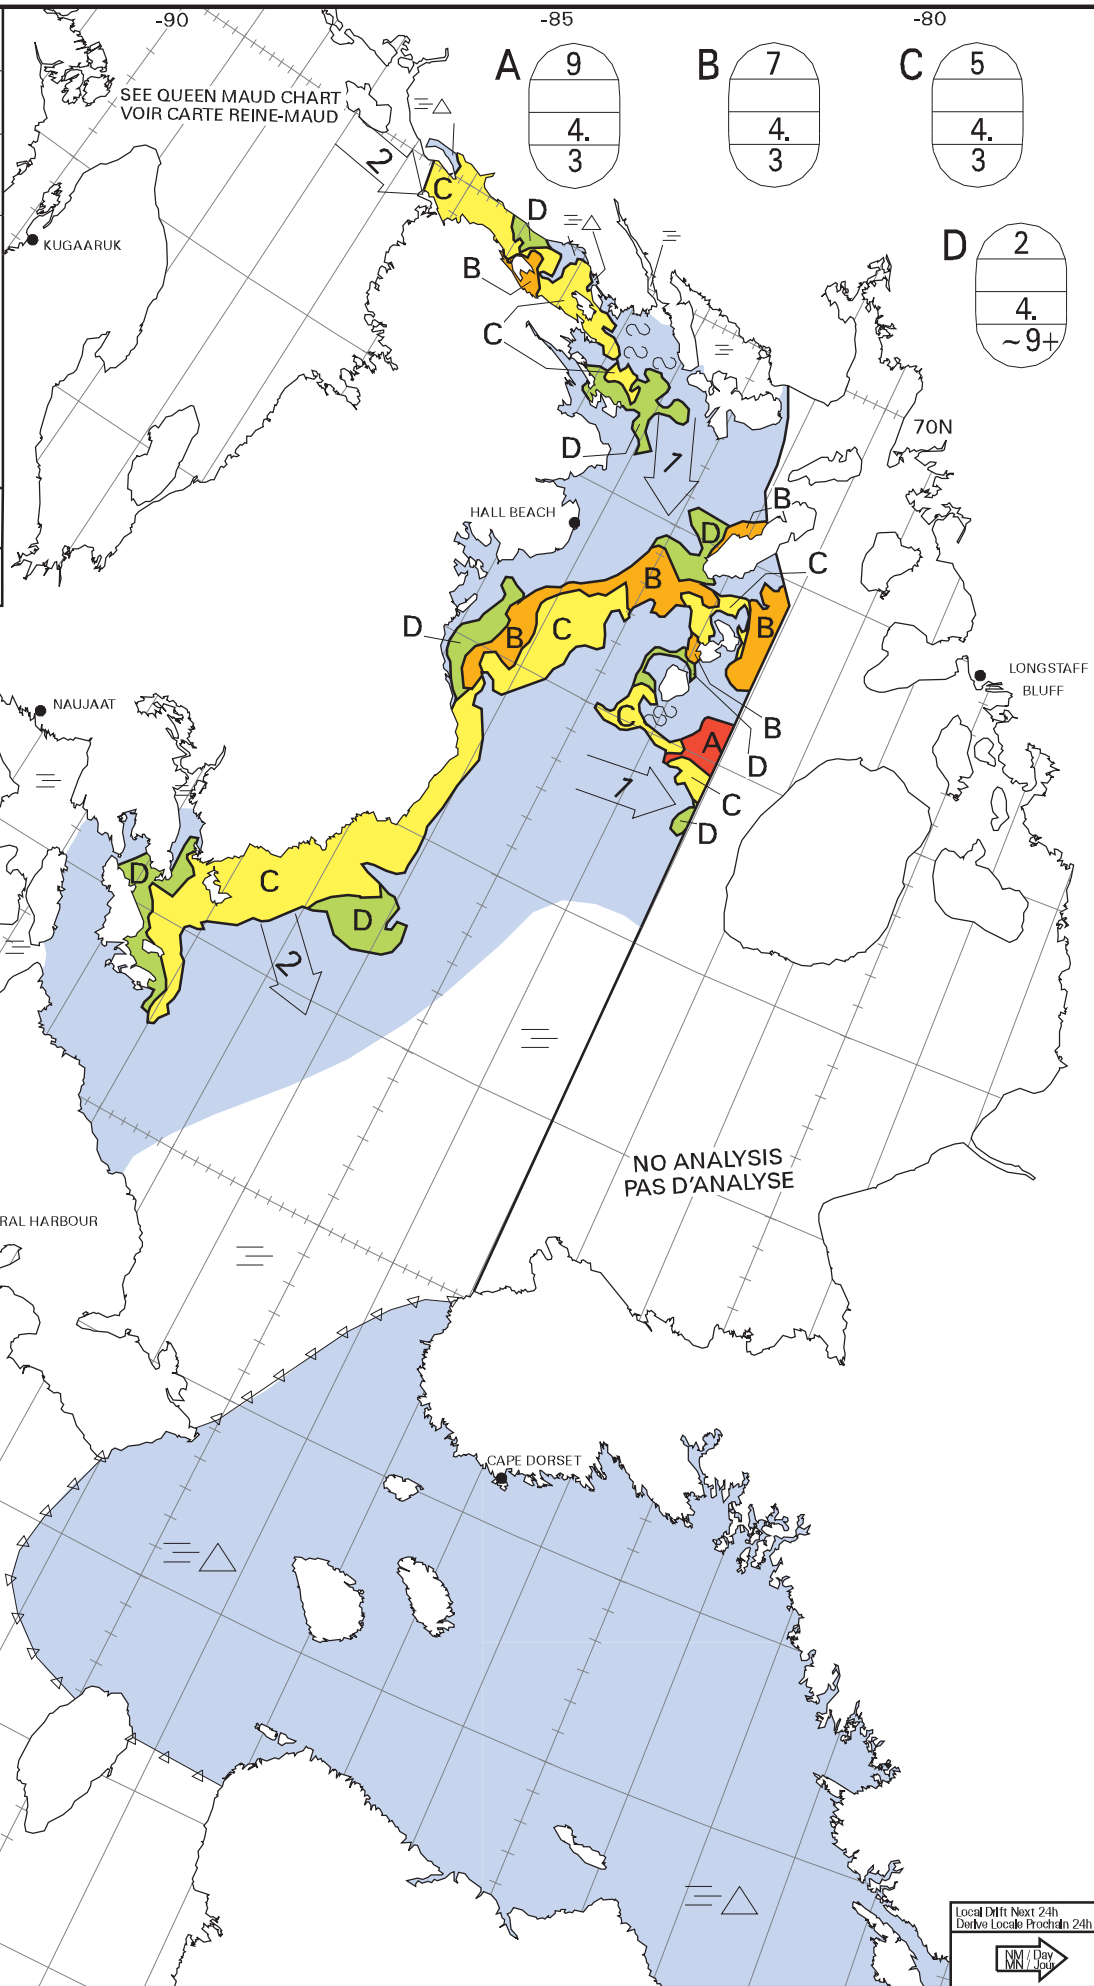 -90 -85 -80
A 9 4. 3
B 7 4. 3
C 5 4. 3
SEE QUEEN MAUD CHART
VOIR CARTE REINE-MAUD
2
C
D
KUGAARUK
D 2 4. ~9+
B
C
70N
D
1
HALL BEACH
B
D
C
B
D
B
C
B
LONGSTAFF
BLUFF
NAUJAAT
C
B
A
D
1
C
D
D
C
D
2
NO ANALYSIS
PAS D'ANALYSE
RAL HARBOUR
CAPE DORSET
Local Drift Next 24h
Derive Locale Prochain 24h
NM / Day
MN / Jour